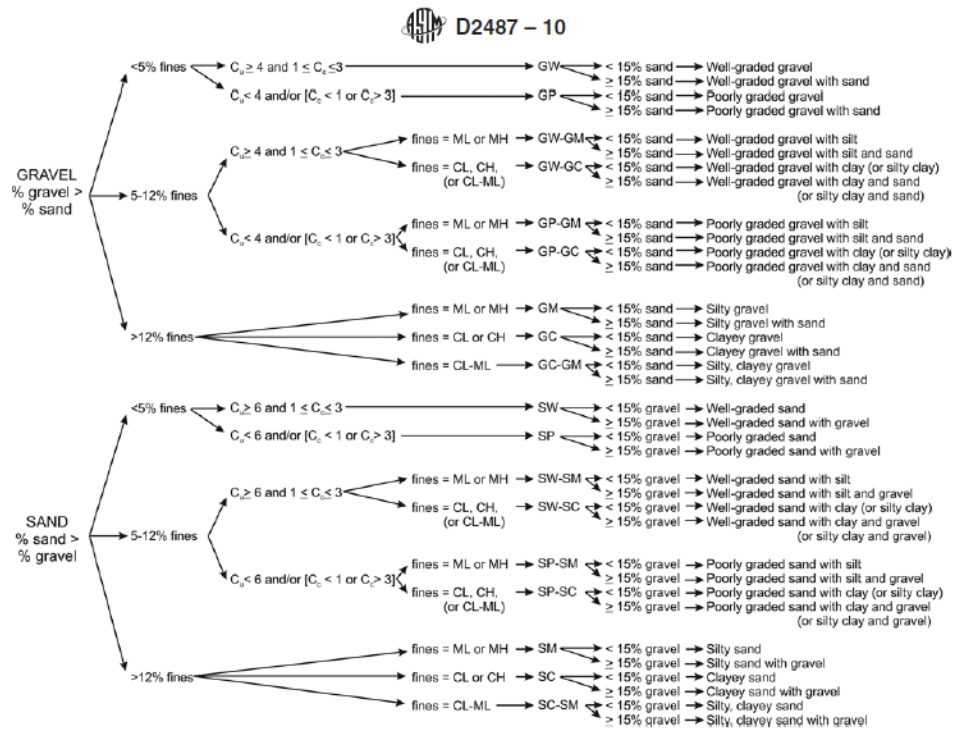 ASTM D2487 – 10
<5% fines Cu ≥ 4 and 1 ≤ Cc ≤ 3 GW < 15% sand Well-graded gravel
≥ 15% sand Well-graded gravel with sand
Cu < 4 and/or [Cc < 1 or Cc > 3] GP < 15% sand Poorly graded gravel
≥ 15% sand Poorly graded gravel with sand
GRAVEL
% gravel >
% sand
5-12% fines
Cu ≥ 4 and 1 ≤ Cc ≤ 3 fines = ML or MH GW-GM < 15% sand Well-graded gravel with silt
≥ 15% sand Well-graded gravel with silt and sand
fines = CL, CH, GW-GC < 15% sand Well-graded gravel with clay (or silty clay)
(or CL-ML) ≥ 15% sand Well-graded gravel with clay and sand
(or silty clay and sand)
Cu < 4 and/or [Cc < 1 or Cc > 3] fines = ML or MH GP-GM < 15% sand Poorly graded gravel with silt
≥ 15% sand Poorly graded gravel with silt and sand
fines = CL, CH, GP-GC < 15% sand Poorly graded gravel with clay (or silty clay)
(or CL-ML) ≥ 15% sand Poorly graded gravel with clay and sand
(or silty clay and sand)
>12% fines
fines = ML or MH GM < 15% sand Silty gravel
≥ 15% sand Silty gravel with sand
fines = CL or CH GC < 15% sand Clayey gravel
≥ 15% sand Clayey gravel with sand
fines = CL-ML GC-GM < 15% sand Silty, clayey gravel
≥ 15% sand Silty, clayey gravel with sand
<5% fines Cu ≥ 6 and 1 ≤ Cc ≤ 3 SW < 15% gravel Well-graded sand
≥ 15% gravel Well-graded sand with gravel
Cu < 6 and/or [Cc < 1 or Cc > 3] SP < 15% gravel Poorly graded sand
≥ 15% gravel Poorly graded sand with gravel
SAND
% sand >
% gravel
5-12% fines
Cu ≥ 6 and 1 ≤ Cc ≤ 3 fines = ML or MH SW-SM < 15% gravel Well-graded sand with silt
≥ 15% gravel Well-graded sand with silt and gravel
fines = CL, CH, SW-SC < 15% gravel Well-graded sand with clay (or silty clay)
(or CL-ML) ≥ 15% gravel Well-graded sand with clay and gravel
(or silty clay and gravel)
Cu < 6 and/or [Cc < 1 or Cc > 3] fines = ML or MH SP-SM < 15% gravel Poorly graded sand with silt
≥ 15% gravel Poorly graded sand with silt and gravel
fines = CL, CH, SP-SC < 15% gravel Poorly graded sand with clay (or silty clay)
(or CL-ML) ≥ 15% gravel Poorly graded sand with clay and gravel
(or silty clay and gravel)
>12% fines
fines = ML or MH SM < 15% gravel Silty sand
≥ 15% gravel Silty sand with gravel
fines = CL or CH SC < 15% gravel Clayey sand
≥ 15% gravel Clayey sand with gravel
fines = CL-ML SC-SM < 15% gravel Silty, clayey sand
≥ 15% gravel Silty, clayey sand with gravel